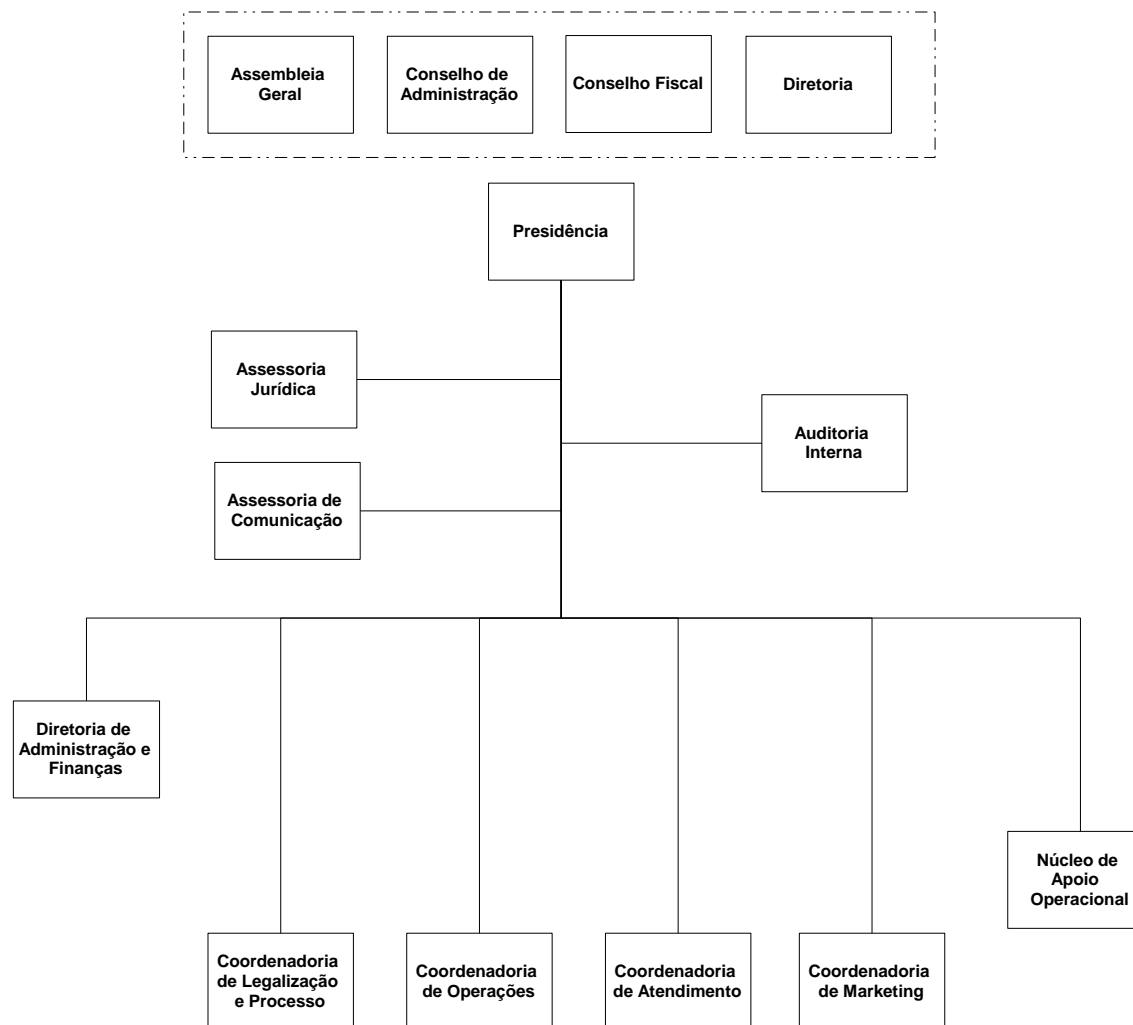 Assembleia
Geral
Conselho de
Administração
Conselho Fiscal
Diretoria
Presidência
Assessoria
Jurídica
Auditoria
Interna
Assessoria de
Comunicação
Diretoria de
Administração e
Finanças
Núcleo de
Apoio
Operacional
Coordenadoria
de Legalização
e Processo
Coordenadoria
de Operações
Coordenadoria
de Atendimento
Coordenadoria
de Marketing